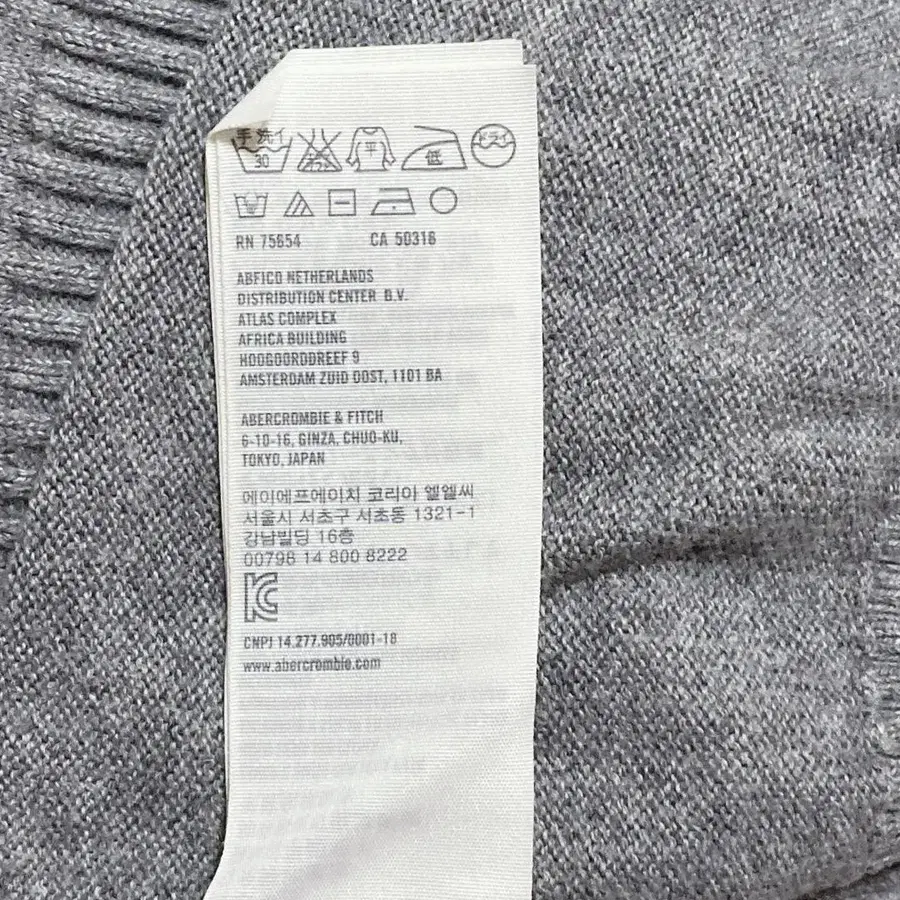 手洗イ
30 平 低 ドライ
RN 75654 CA 50316
ABFICO NETHERLANDS
DISTRIBUTION CENTER B.V.
ATLAS COMPLEX
AFRICA BUILDING
HOOGOORDDREEF 9
AMSTERDAM ZUID OOST, 1101 BA
ABERCROMBIE & FITCH
6-10-16, GINZA, CHUO-KU,
TOKYO, JAPAN
에이에프에이치 코리아 엘엘씨
서울시 서초구 서초동 1321-1
강남빌딩 16층
00798 14 800 8222
CNPJ 14.277.905/0001-18
www.abercrombie.com